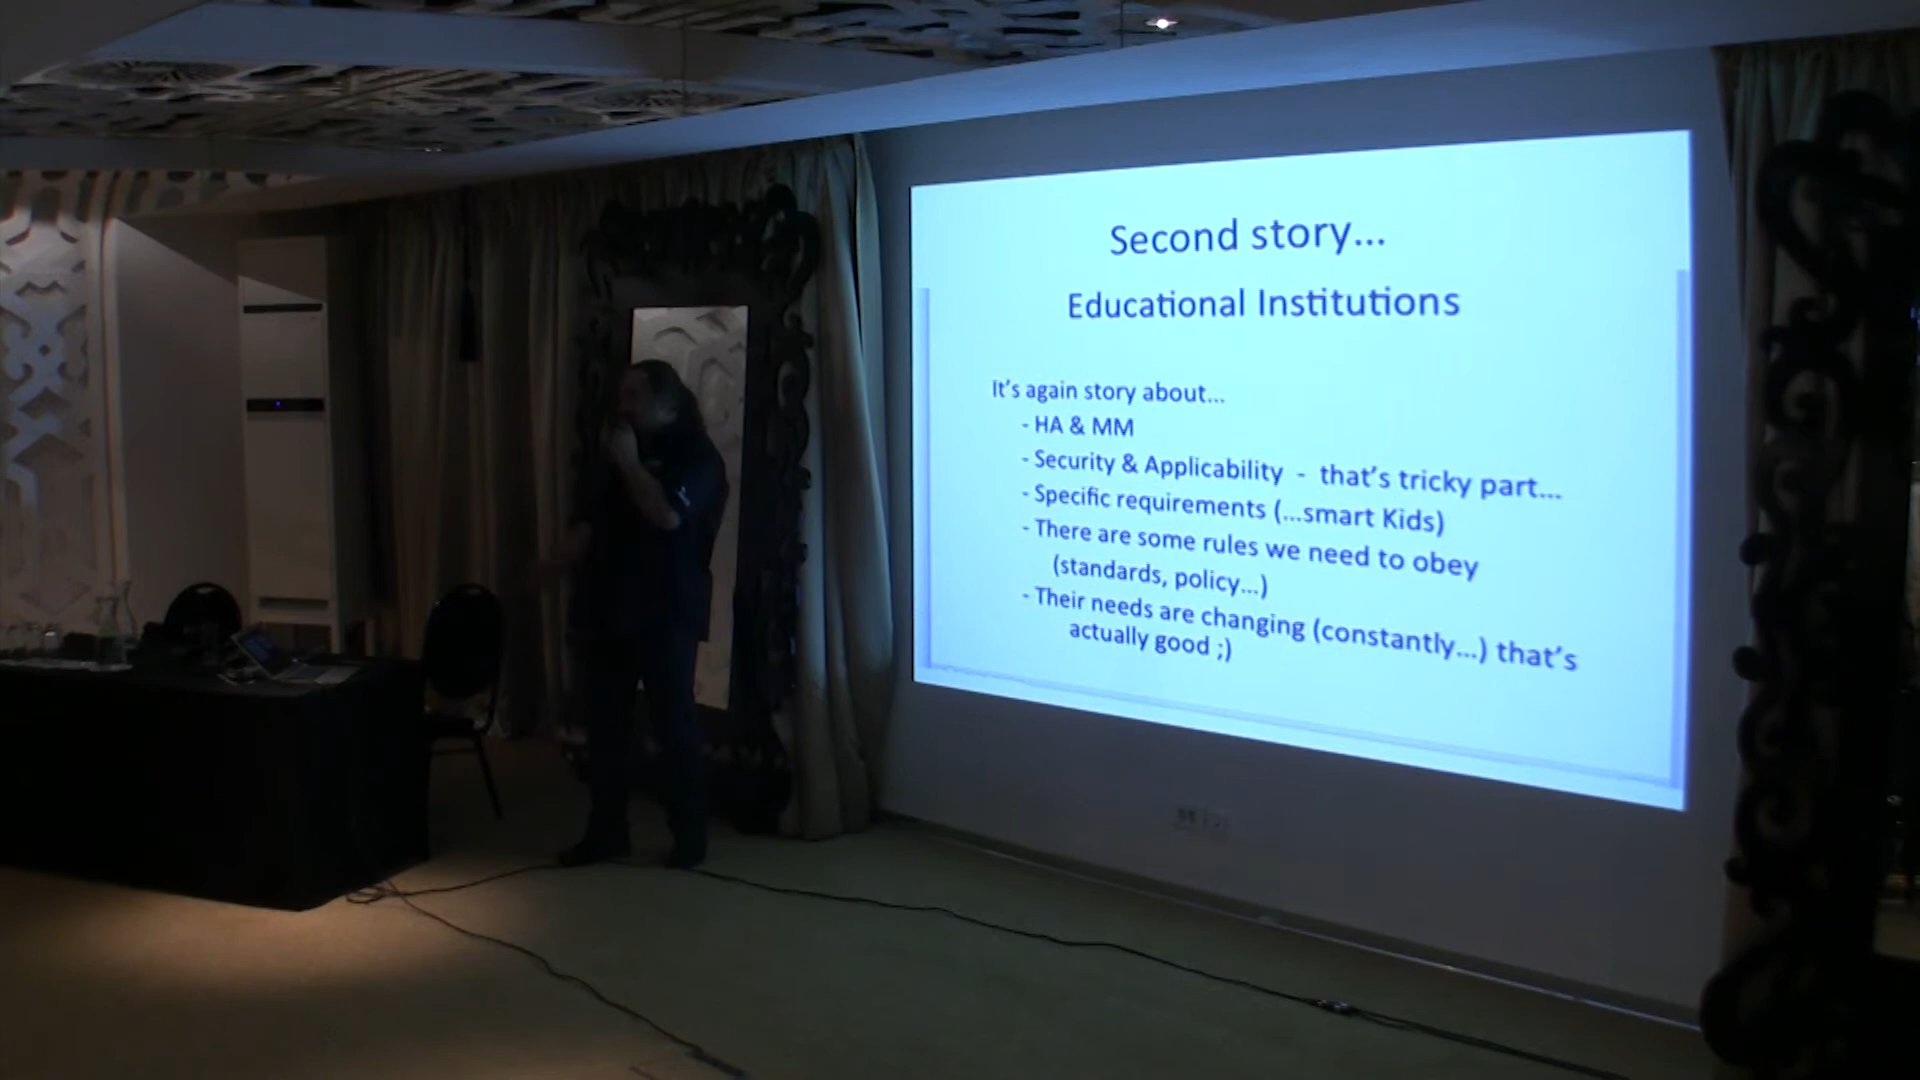 Second story...
Educational Institutions
It's again story about...
- HA & MM
- Security & Applicability - that's tricky part...
- Specific requirements (...smart Kids)
- There are some rules we need to obey
(standards, policy...)
- Their needs are changing (constantly...) that's
actually good ;)